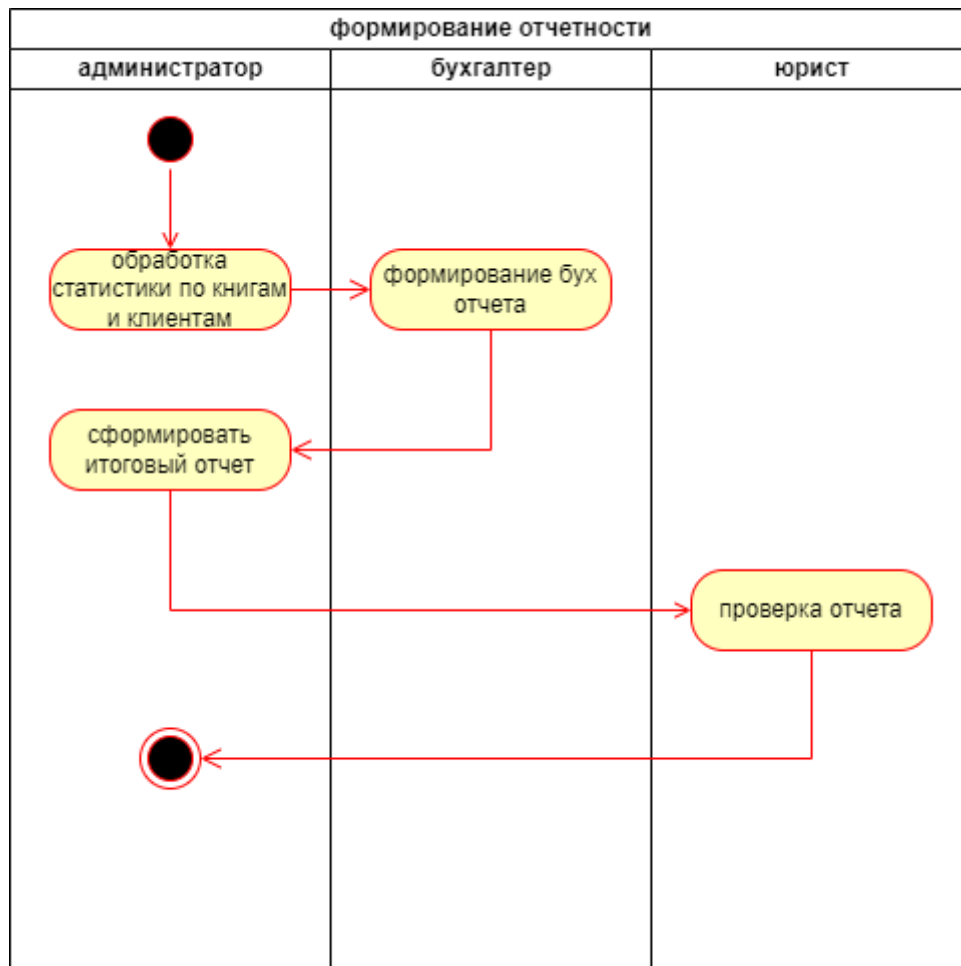 формирование отчетности
администратор
бухгалтер
юрист
обработка
статистики по книгам
и клиентам
формирование бух
отчета
сформировать
итоговый отчет
проверка отчета